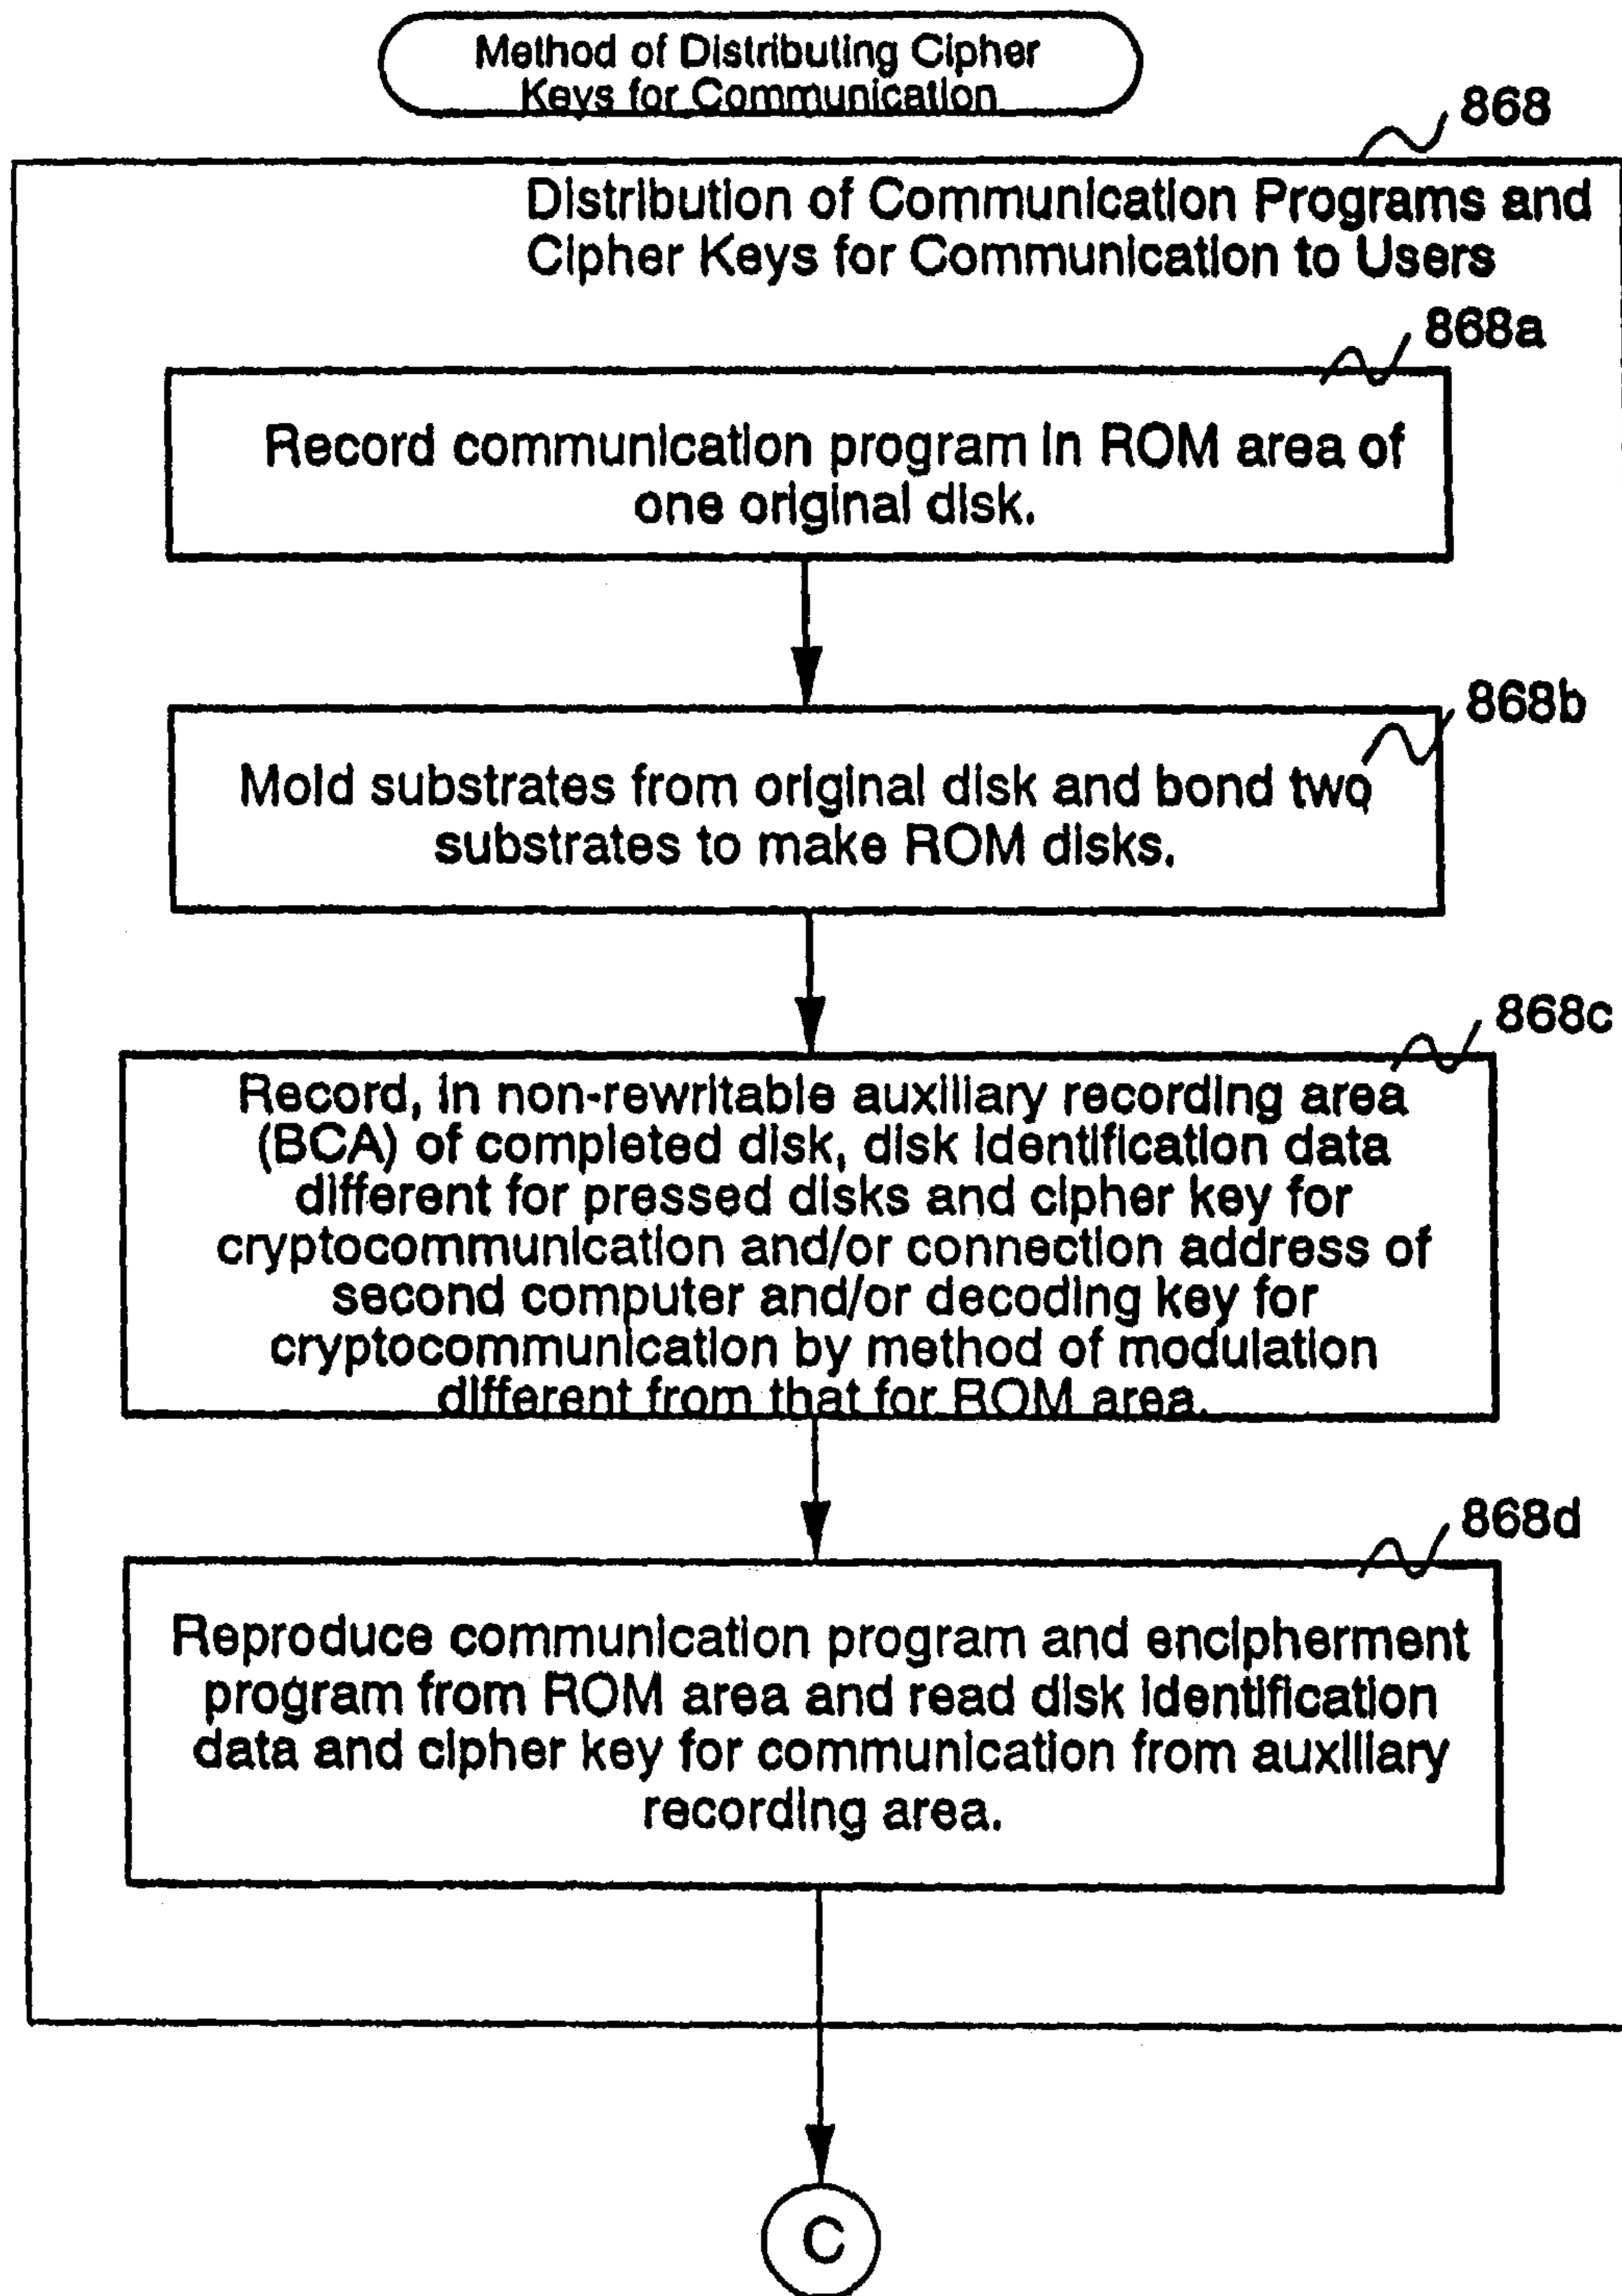 Method of Distributing Cipher
Keys for Communication
868
Distribution of Communication Programs and
Cipher Keys for Communication to Users
868a
Record communication program in ROM area of
one original disk.
868b
Mold substrates from original disk and bond two
substrates to make ROM disks.
868c
Record, in non-rewritable auxiliary recording area
(BCA) of completed disk, disk identification data
different for pressed disks and cipher key for
cryptocommunication and/or connection address of
second computer and/or decoding key for
cryptocommunication by method of modulation
different from that for ROM area.
868d
Reproduce communication program and encipherment
program from ROM area and read disk identification
data and cipher key for communication from auxiliary
recording area.
C